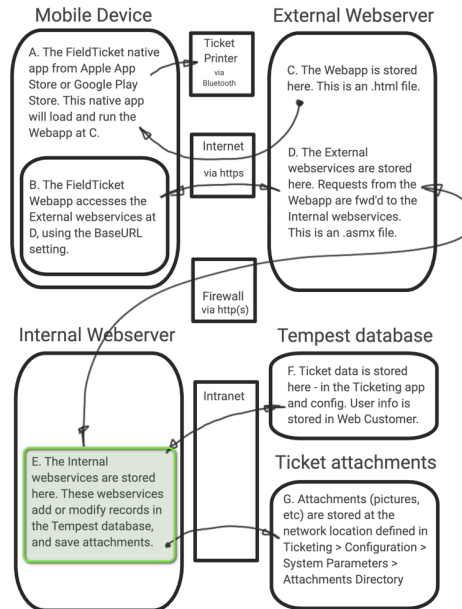 Mobile Device
External Webserver
A. The FieldTicket native
app from Apple App
Store or Google Play
Store. This native app
will load and run the
Webapp at C.
Ticket
Printer
via
Bluetooth
C. The Webapp is stored
here. This is an .html file.
Internet
via https
B. The FieldTicket
Webapp accesses the
External webservices at
D, using the BaseURL
setting.
D. The External
webservices are stored
here. Requests from the
Webapp are fwd'd to the
Internal webservices.
This is an .asmx file.
Firewall
via http(s)
Internal Webserver
Tempest database
Intranet
F. Ticket data is stored
here - in the Ticketing app
and config. User info is
stored in Web Customer.
E. The Internal
webservices are stored
here. These webservices
add or modify records in
the Tempest database,
and save attachments.
Ticket attachments
G. Attachments (pictures,
etc) are stored at the
network location defined in
Ticketing > Configuration >
System Parameters >
Attachments Directory